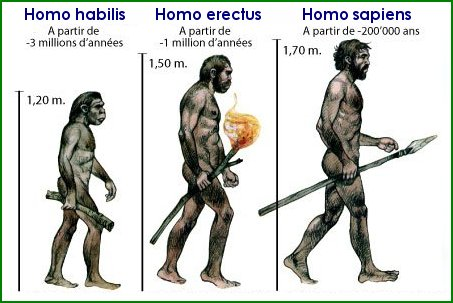 Homo habilis
A partir de
-3 millions d'années
1,20 m.
Homo erectus
A partir de
-1 million d'années
1,50 m.
Homo sapiens
A partir de -200'000 ans
1,70 m.